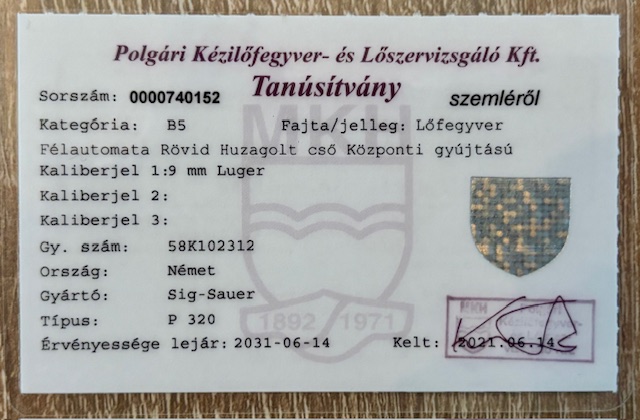 Polgári Kézilőfegyver- és Lőszervizsgáló Kft.
Tanúsítvány
Sorszám: 0000740152 szemléről
Kategória: B5 Fajta/jelleg: Lőfegyver
Félautomata Rövid Huzagolt cső Központi gyújtású
Kaliberjel 1:9 mm Luger
Kaliberjel 2:
Kaliberjel 3:
Gy. szám: 58K102312
Ország: Német
Gyártó: Sig-Sauer
Típus: P 320
Érvényessége lejár: 2031-06-14 Kelt: 2021.06.14
MKH
1892 1971
MKH